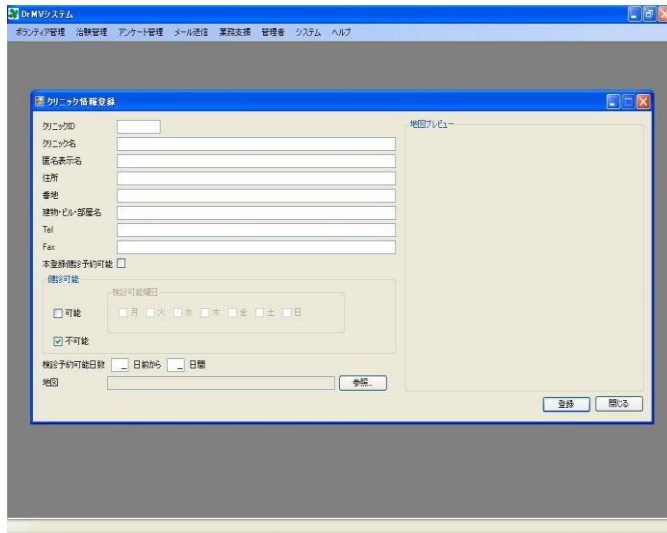 Dr MVシステム
ボランティア管理 治験管理 アンケート管理 メール送信 業務支援 管理者 システム ヘルプ
クリニック情報登録
クリニックID
クリニック名
匿名表示名
住所
番地
建物・ビル・部屋名
Tel
Fax
本登録健診予約可能
健診可能
検診可能曜日
可能 月 火 水 木 金 土 日
不可能
検診予約可能日数 _ 日前から _ 日間
地図 参照...
地図プレビュー
登録 閉じる